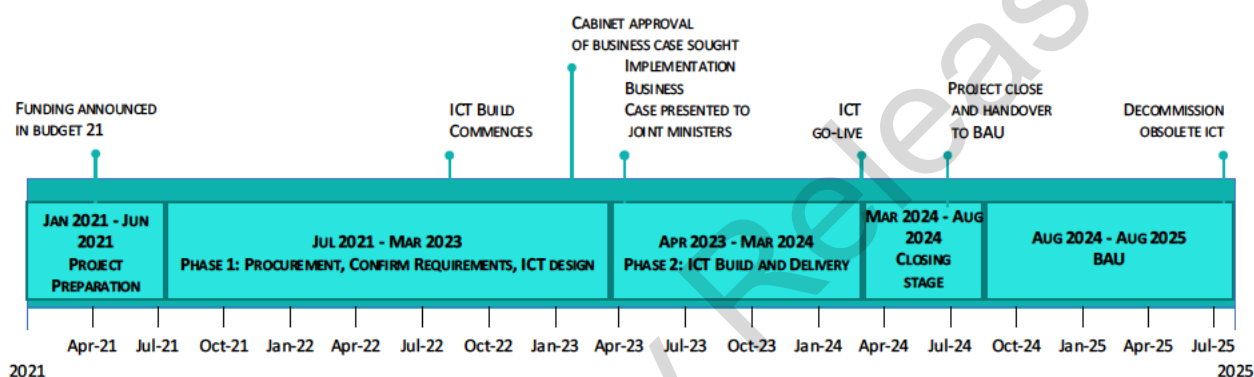 CABINET APPROVAL
OF BUSINESS CASE SOUGHT
IMPLEMENTATION
BUSINESS
CASE PRESENTED TO
JOINT MINISTERS
FUNDING ANNOUNCED
IN BUDGET 21
ICT BUILD
COMMENCES
ICT
GO-LIVE
PROJECT CLOSE
AND HANDOVER
TO BAU
DECOMMISSION
OBSOLETE ICT
JAN 2021 - JUN
2021
PROJECT
PREPARATION
JUL 2021 - MAR 2023
PHASE 1: PROCUREMENT, CONFIRM REQUIREMENTS, ICT DESIGN
APR 2023 - MAR 2024
PHASE 2: ICT BUILD AND DELIVERY
MAR 2024 - AUG
2024
CLOSING
STAGE
AUG 2024 - AUG 2025
BAU
Apr-21 Jul-21 Oct-21 Jan-22 Apr-22 Jul-22 Oct-22 Jan-23 Apr-23 Jul-23 Oct-23 Jan-24 Apr-24 Jul-24 Oct-24 Jan-25 Apr-25 Jul-25
2021 2025